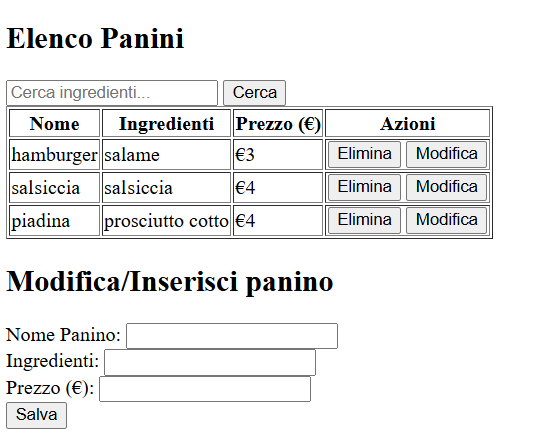 Elenco Panini
Cerca ingredienti... Cerca
Nome Ingredienti Prezzo (€) Azioni
hamburger salame €3 Elimina Modifica
salsiccia salsiccia €4 Elimina Modifica
piadina prosciutto cotto €4 Elimina Modifica
Modifica/Inserisci panino
Nome Panino:
Ingredienti:
Prezzo (€):
Salva